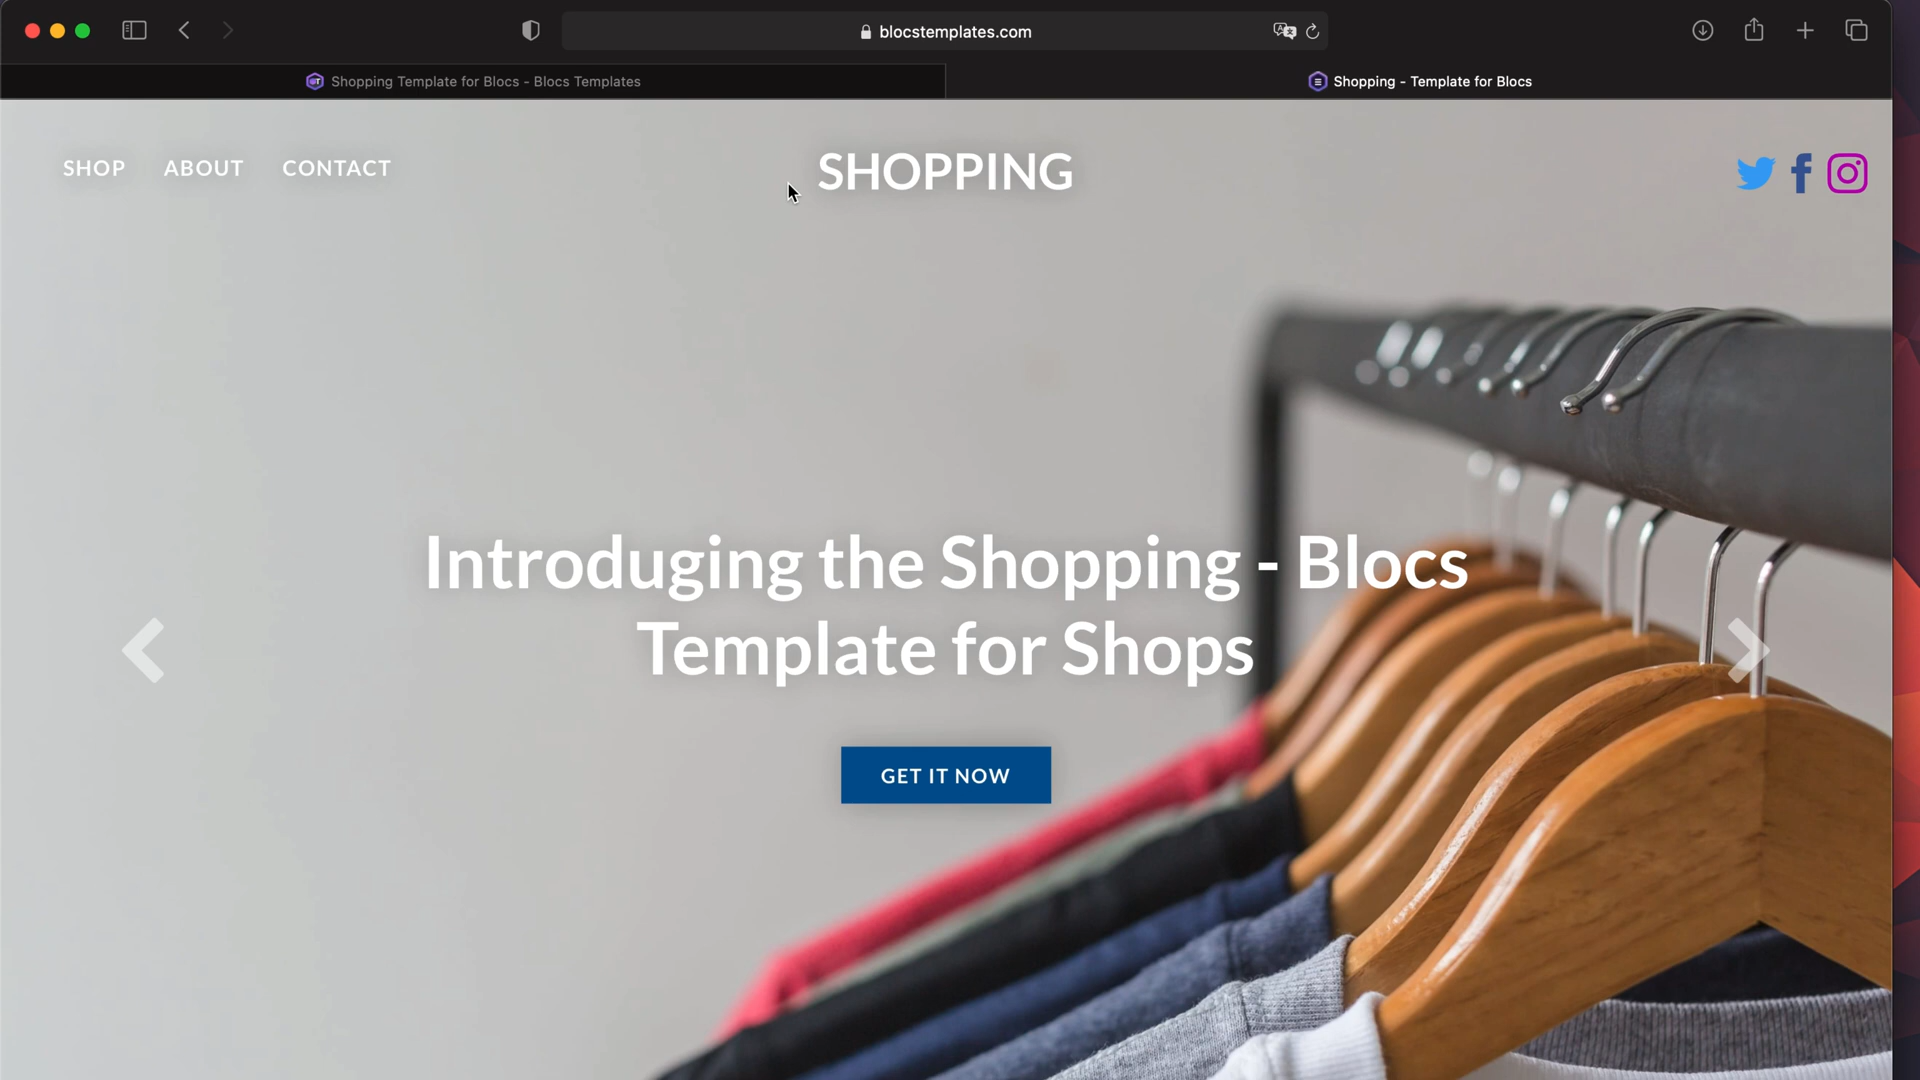 blocstemplates.com
Shopping Template for Blocs - Blocs Templates
Shopping - Template for Blocs
SHOP ABOUT CONTACT
SHOPPING
Introduging the Shopping - Blocs
Template for Shops
GET IT NOW